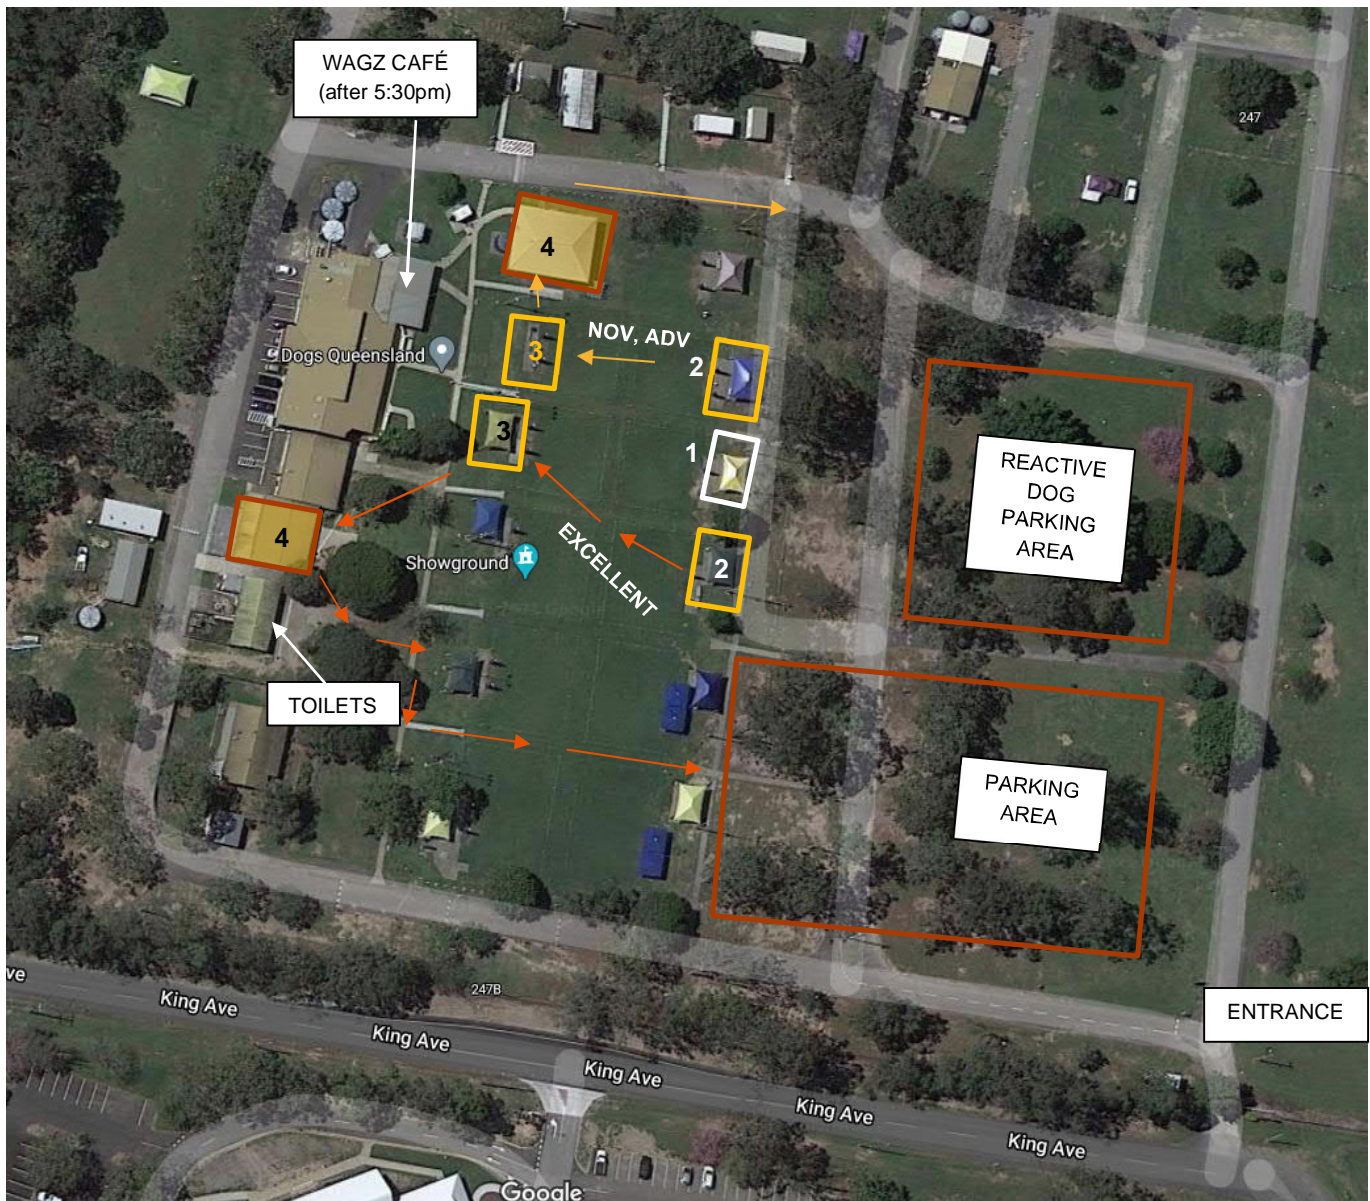 WAGZ CAFÉ
(after 5:30pm)
247
4
NOV, ADV
3
2
Dogs Queensland
1
3
REACTIVE
DOG
PARKING
AREA
4
EXCELLENT
2
Showground
TOILETS
PARKING
AREA
ve
King Ave
247B
King Ave
King Ave
King Ave
King Ave
ENTRANCE
Google